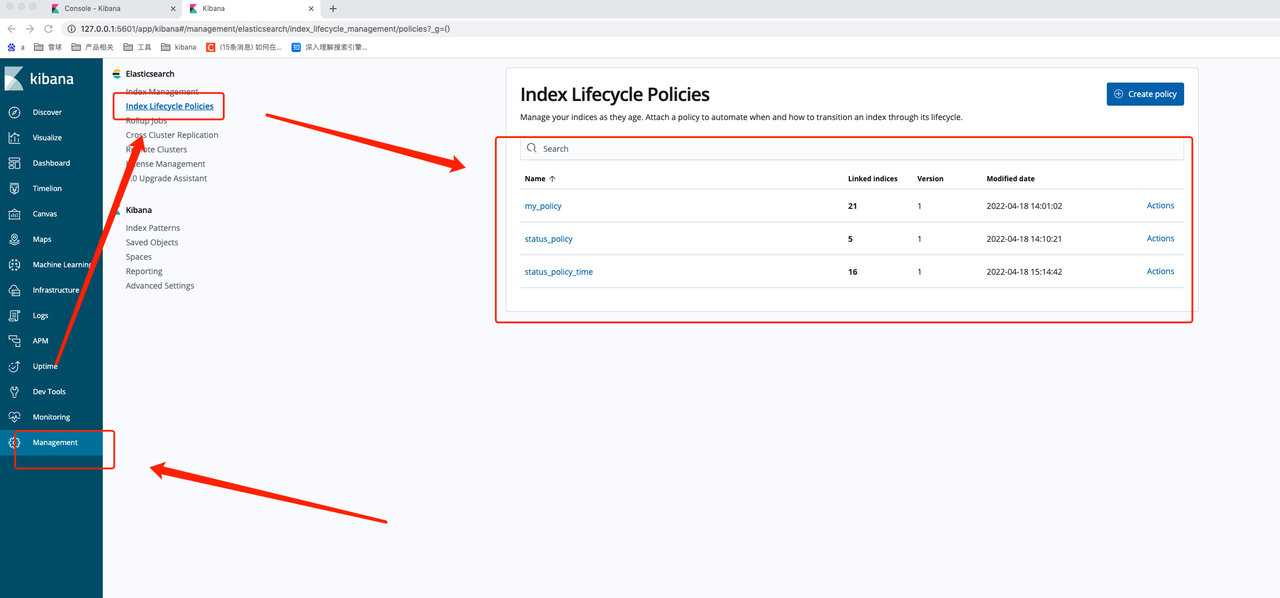 Console - Kibana
Kibana
127.0.0.1:5601/app/kibana#/management/elasticsearch/index_lifecycle_management/policies?_g=()
a 雪球 产品相关 工具 kibana (15条消息) 如何在... 深入理解搜索引擎...
kibana
Discover
Visualize
Dashboard
Timelion
Canvas
Maps
Machine Learning
Infrastructure
Logs
APM
Uptime
Dev Tools
Monitoring
Management
Elasticsearch
Index Management
Index Lifecycle Policies
Rollup Jobs
Cross Cluster Replication
Clusters
Management
.0 Upgrade Assistant
Kibana
Index Patterns
Saved Objects
Spaces
Reporting
Advanced Settings
Index Lifecycle Policies
Create policy
Manage your indices as they age. Attach a policy to automate when and how to transition an index through its lifecycle.
Search
Name Linked indices Version Modified date
my_policy 21 1 2022-04-18 14:01:02 Actions
status_policy 5 1 2022-04-18 14:10:21 Actions
status_policy_time 16 1 2022-04-18 15:14:42 Actions